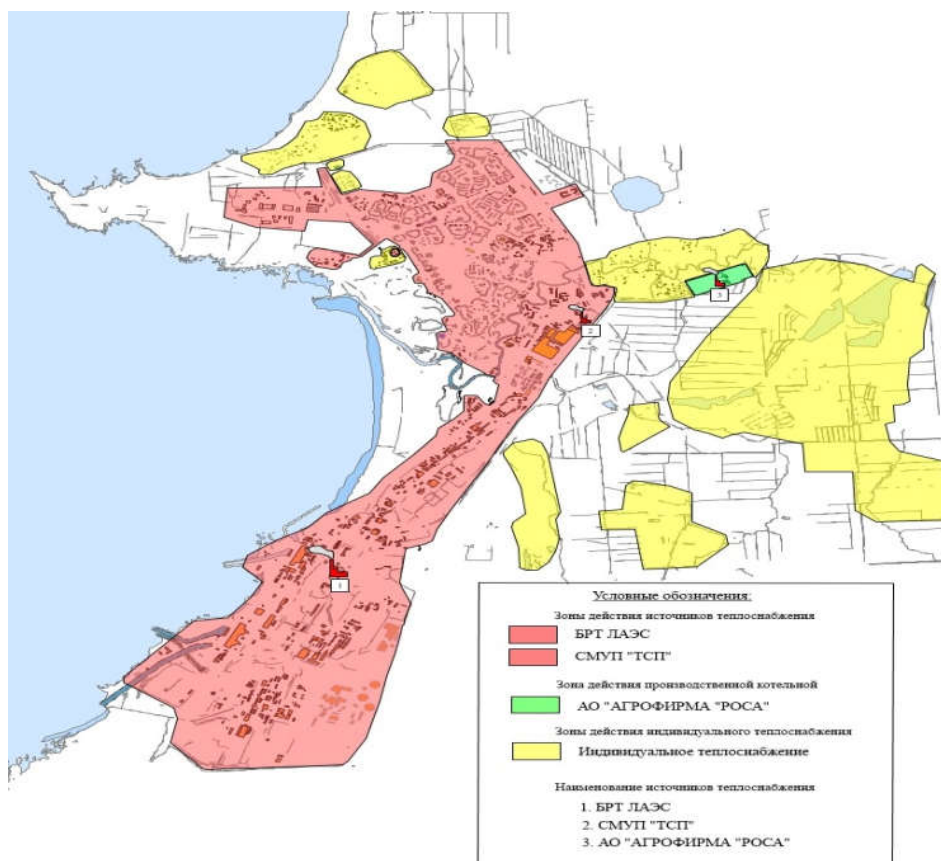 3
2
1
Условные обозначения:
Зоны действия источников теплоснабжения
БРТ ЛАЭС
СМУП "ТСП"
Зона действия производственной котельной
АО "АГРОФИРМА "РОСА"
Зоны действия индивидуального теплоснабжения
Индивидуальное теплоснабжение
Наименование источников теплоснабжения
1. БРТ ЛАЭС
2. СМУП "ТСП"
3. АО "АГРОФИРМА "РОСА"